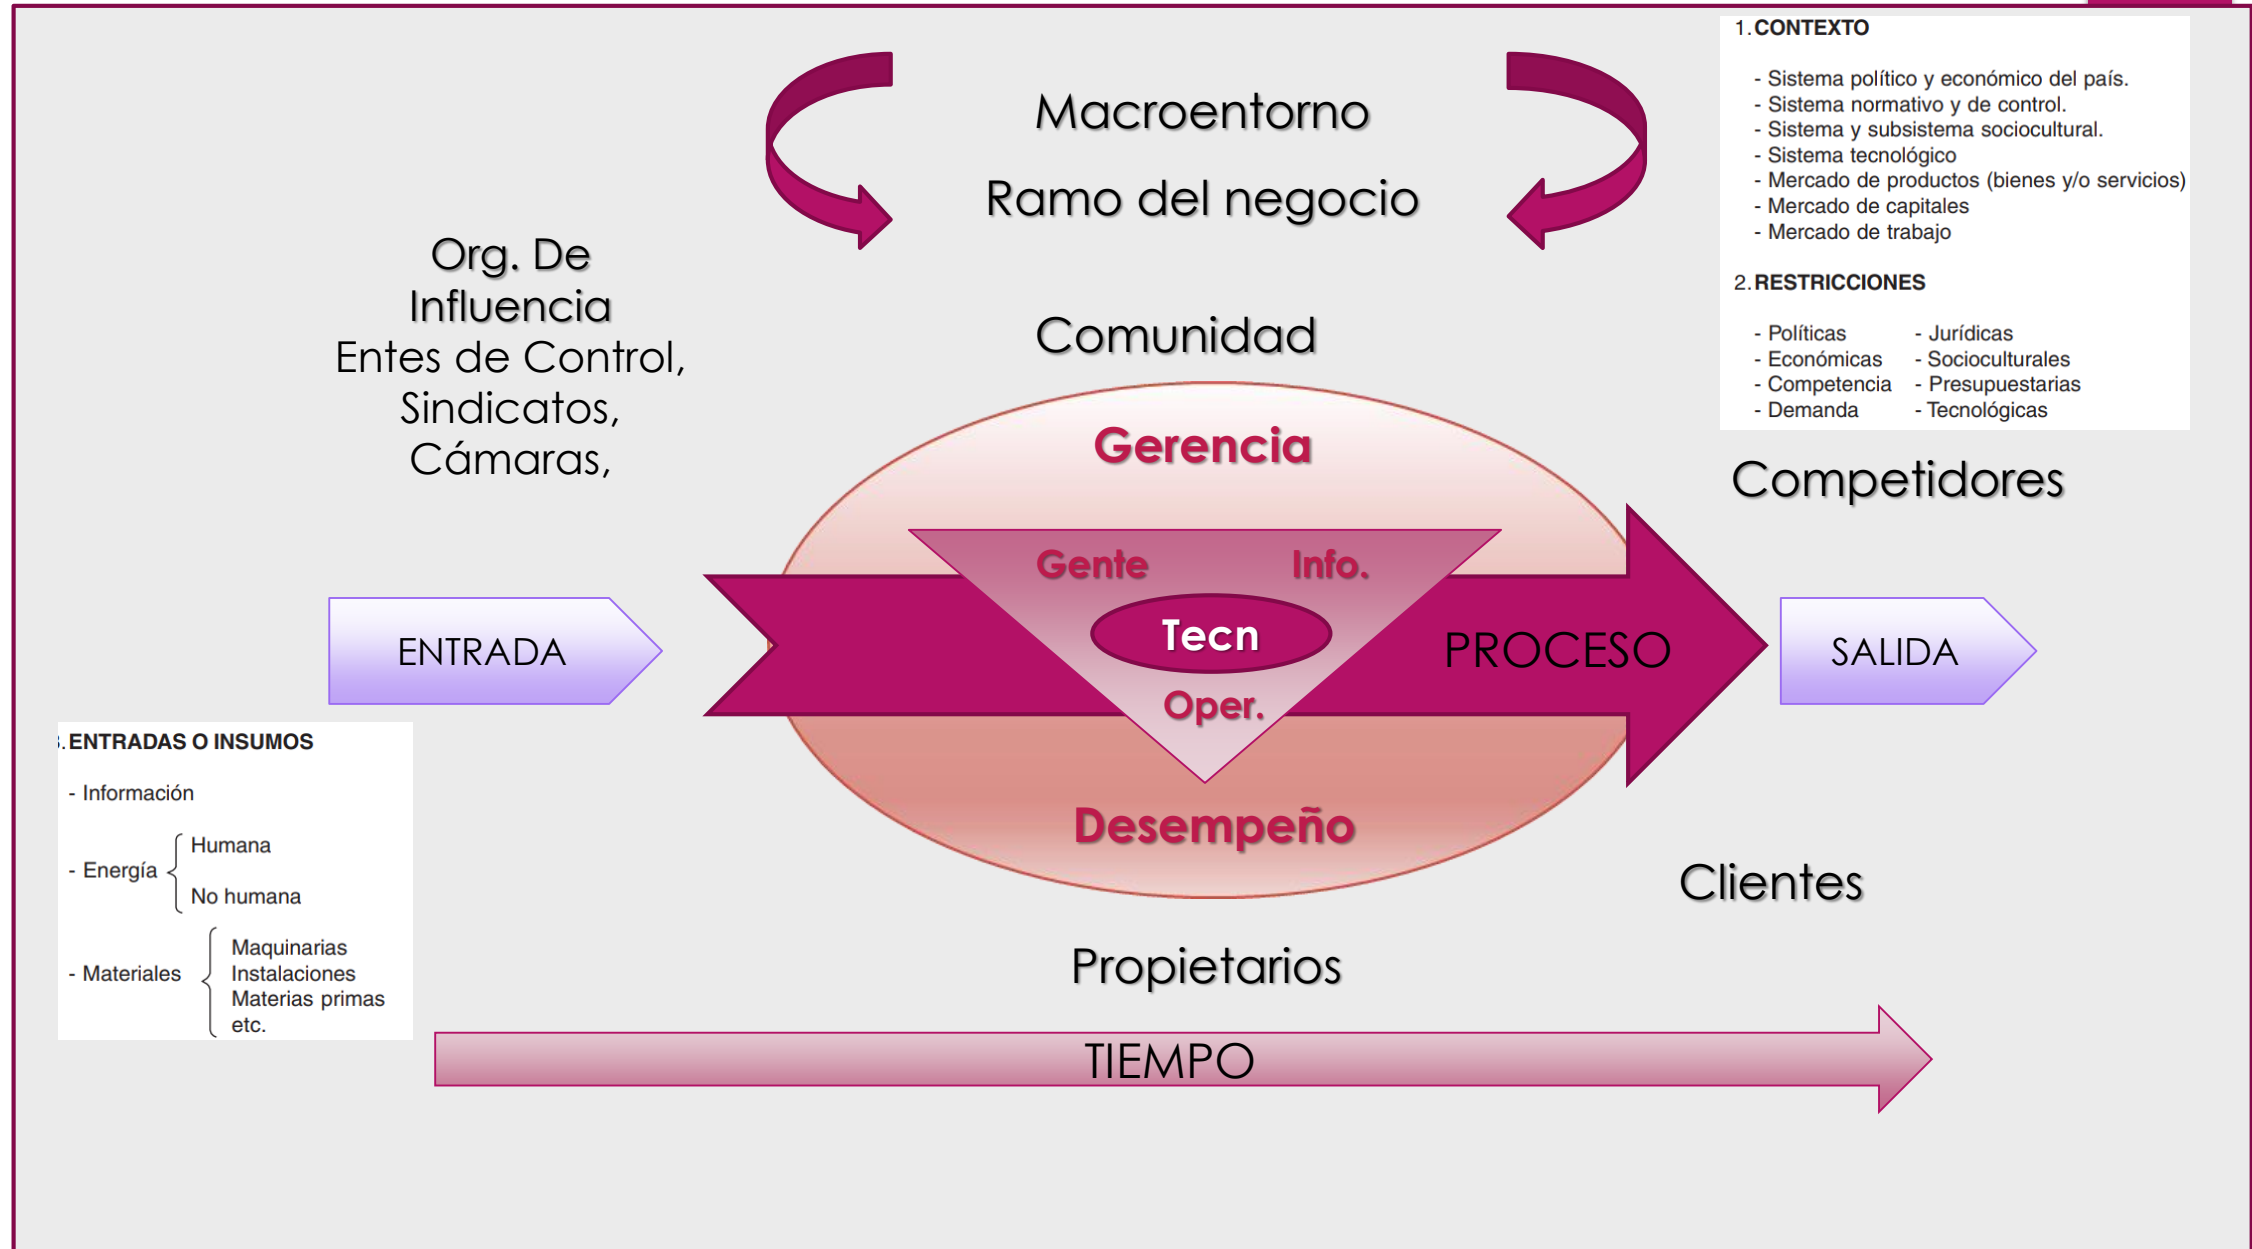 Macroentorno
Ramo del negocio
Org. De
Influencia
Entes de Control,
Sindicatos,
Cámaras,
Comunidad
1. CONTEXTO
- Sistema político y económico del país.
- Sistema normativo y de control.
- Sistema y subsistema sociocultural.
- Sistema tecnológico
- Mercado de productos (bienes y/o servicios)
- Mercado de capitales
- Mercado de trabajo
2. RESTRICCIONES
- Políticas - Jurídicas
- Económicas - Socioculturales
- Competencia - Presupuestarias
- Demanda - Tecnológicas
Competidores
Gerencia
Gente Info.
Tecn
Oper.
ENTRADA
PROCESO
SALIDA
Desempeño
. ENTRADAS O INSUMOS
- Información
- Energía
Humana
No humana
- Materiales
Maquinarias
Instalaciones
Materias primas
etc.
Clientes
Propietarios
TIEMPO